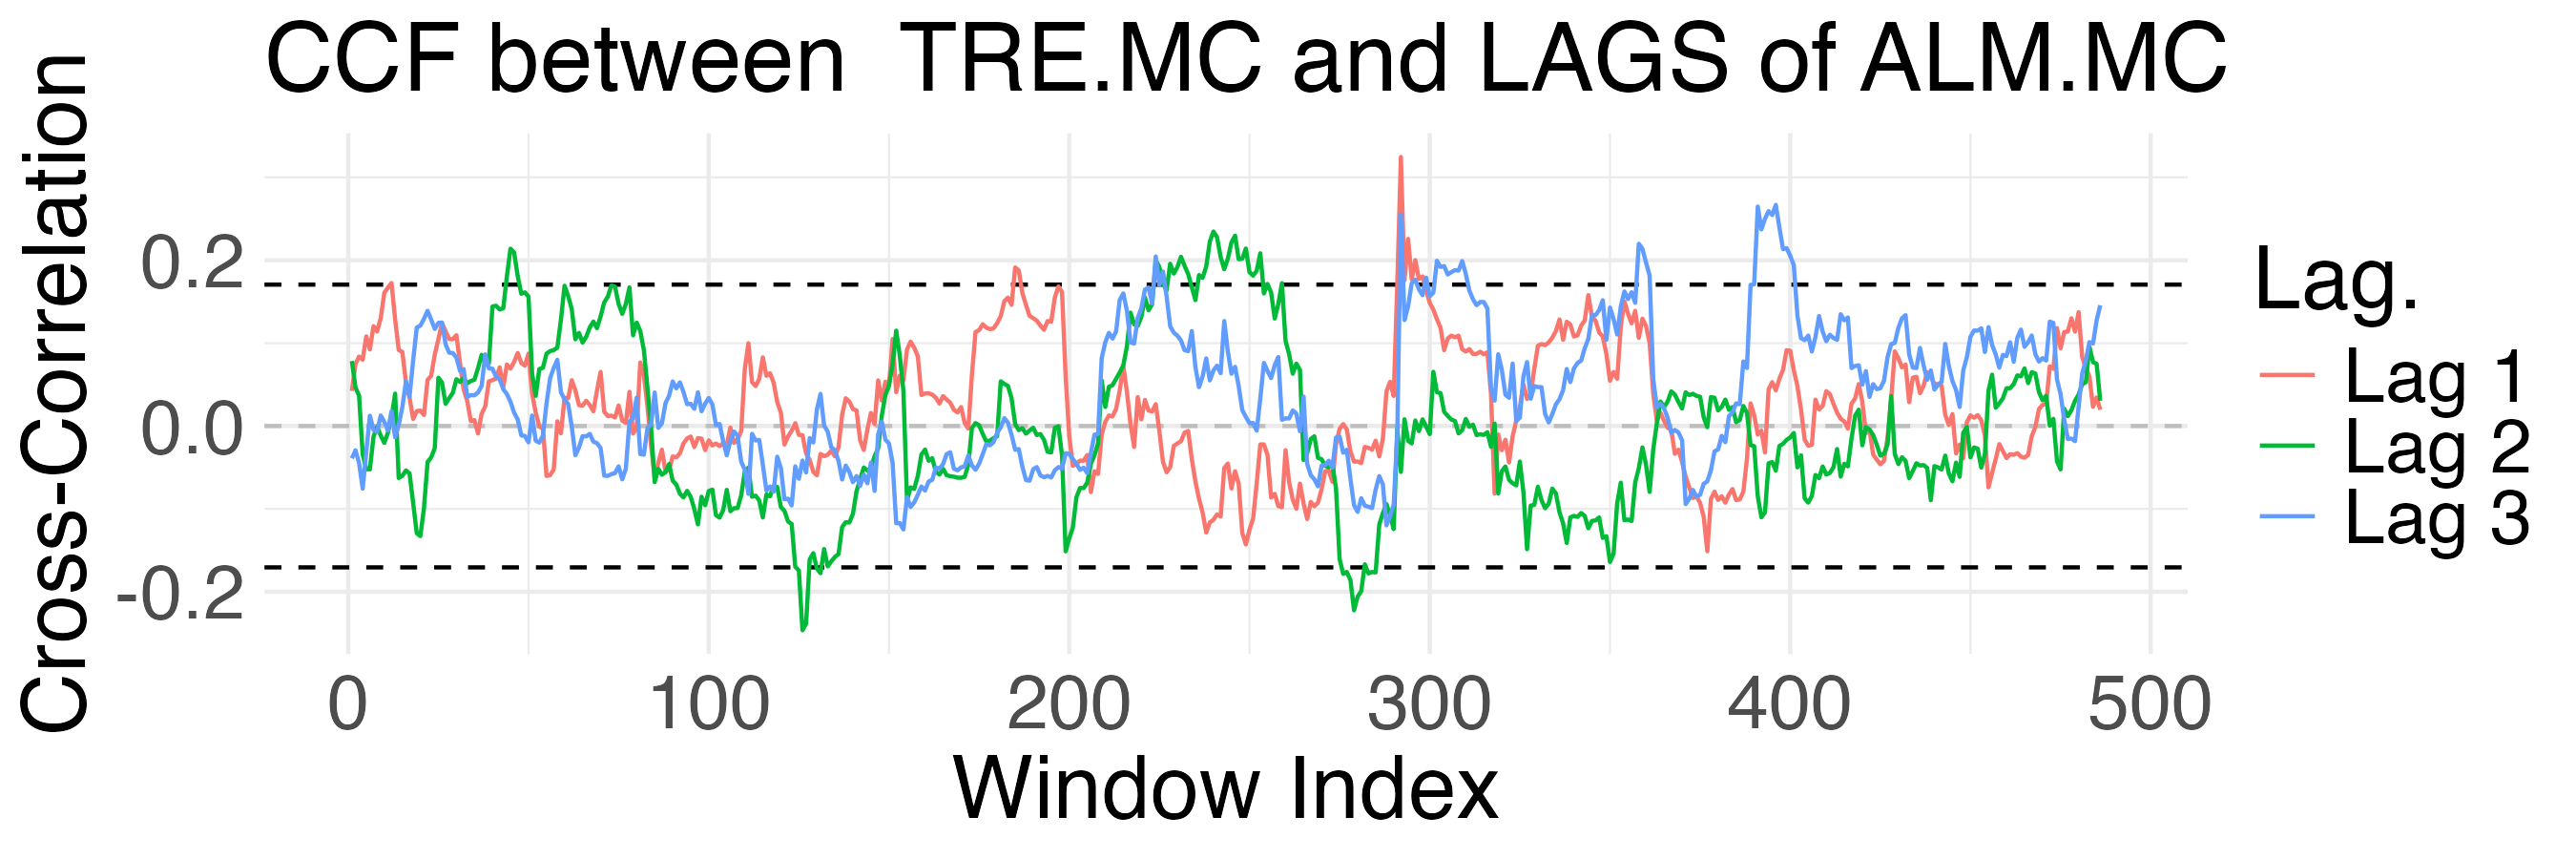 CCF between  TRE.MC and LAGS of ALM.MC
Cross-Correlation
0.2
0.0
-0.2
0 100 200 300 400 500
Window Index
Lag.
Lag 1
Lag 2
Lag 3